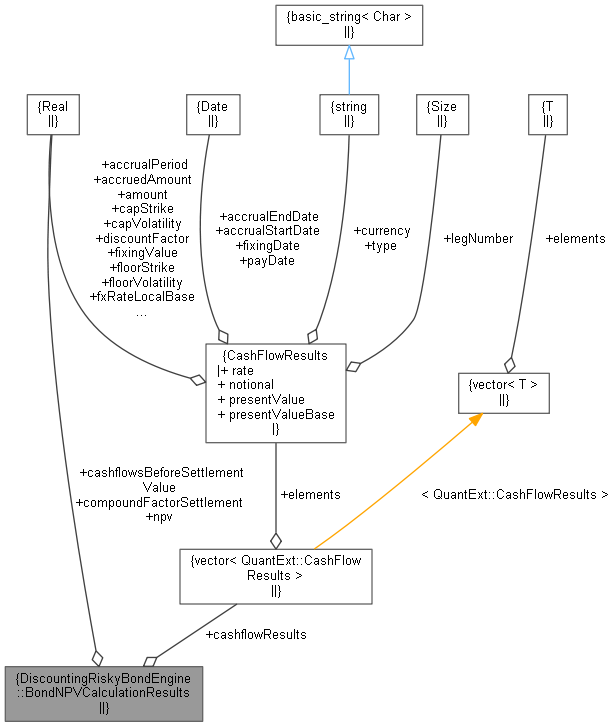 {basic_string< Char >
||}
{Real
||}
{Date
||}
{string
||}
{Size
||}
{T
||}
+accrualPeriod
+accruedAmount
+amount
+capStrike
+capVolatility
+discountFactor
+fixingValue
+floorStrike
+floorVolatility
+fxRateLocalBase
...
+accrualEndDate
+accrualStartDate
+fixingDate
+payDate
+currency
+type
+legNumber
+elements
{CashFlowResults
|+ rate
+ notional
+ presentValue
+ presentValueBase
|}
{vector< T >
||}
+cashflowsBeforeSettlement
Value
+compoundFactorSettlement
+npv
+elements
< QuantExt::CashFlowResults >
{vector< QuantExt::CashFlow
Results >
||}
+cashflowResults
{DiscountingRiskyBondEngine
::BondNPVCalculationResults
||}